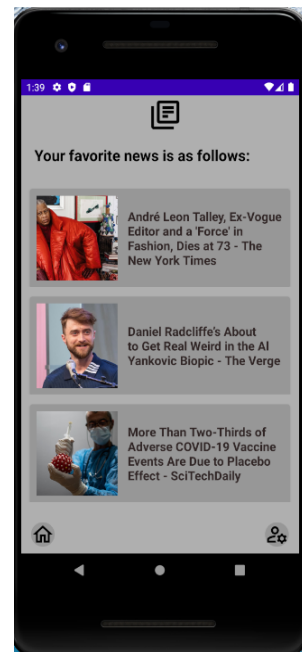 1:39
Your favorite news is as follows:
André Leon Talley, Ex-Vogue
Editor and a 'Force' in
Fashion, Dies at 73 - The
New York Times
Daniel Radcliffe's About
to Get Real Weird in the Al
Yankovic Biopic - The Verge
More Than Two-Thirds of
Adverse COVID-19 Vaccine
Events Are Due to Placebo
Effect - SciTechDaily